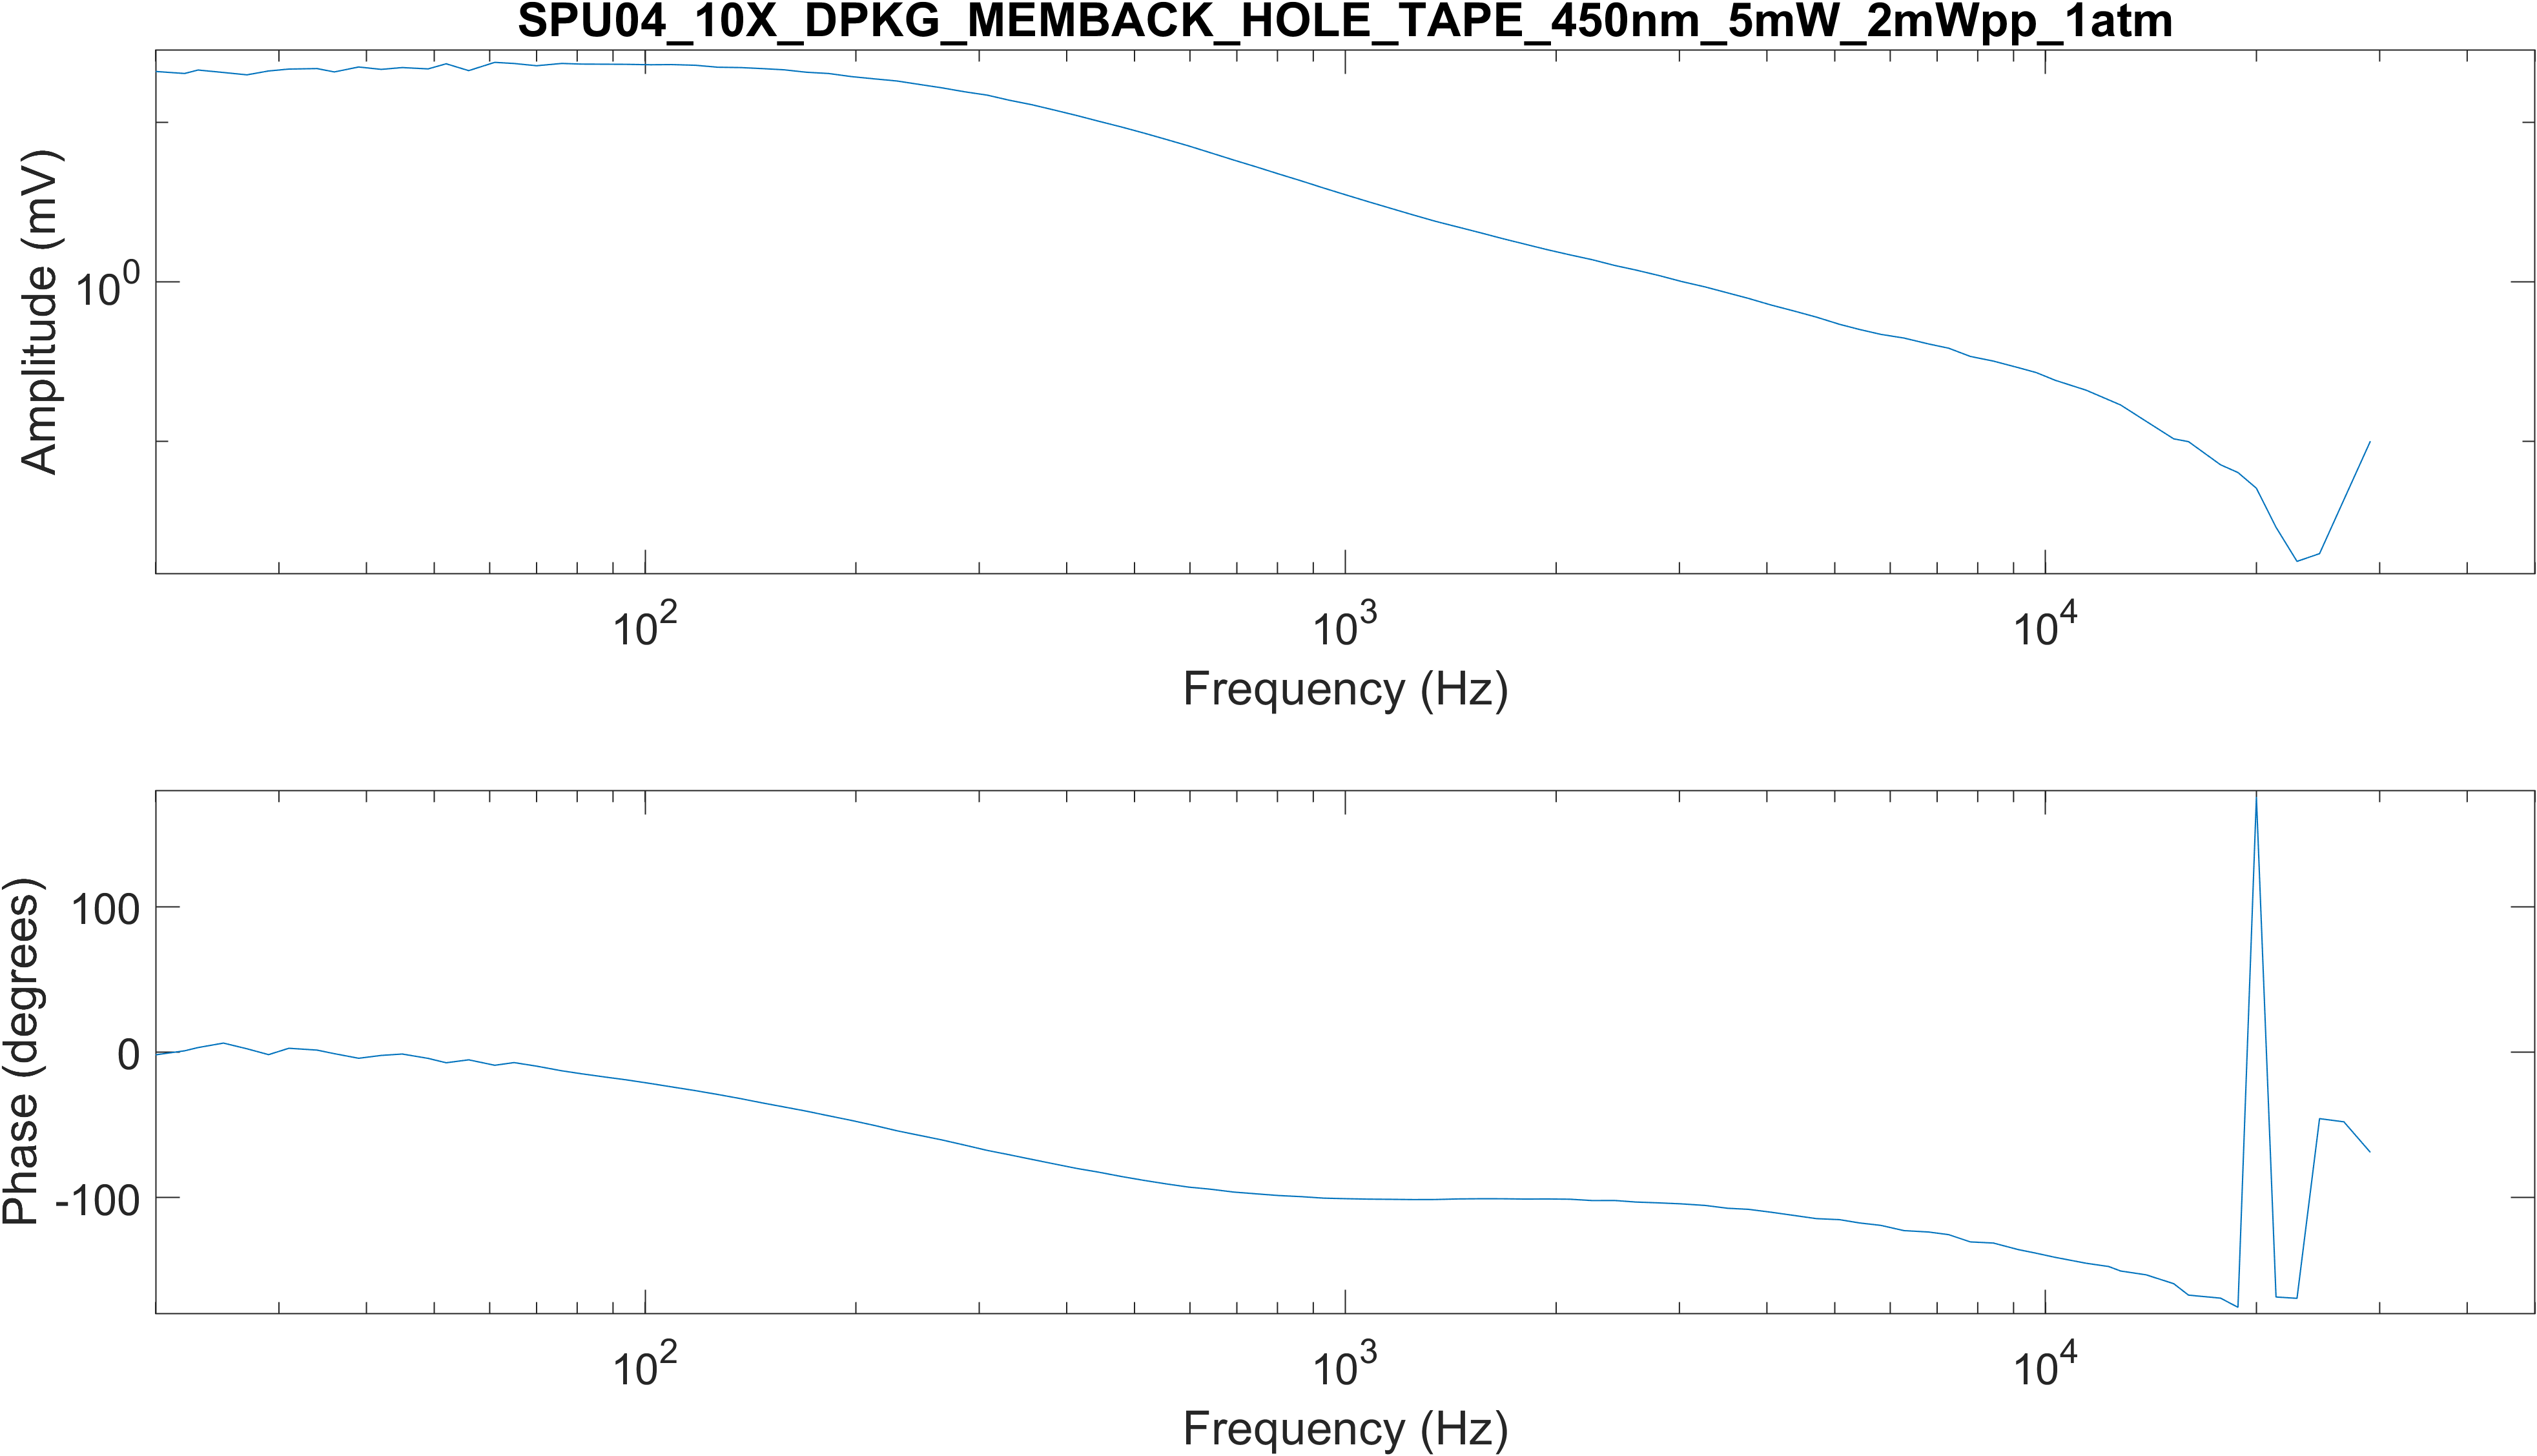 SPU04_10X_DPKG_MEMBACK_HOLE_TAPE_450nm_5mW_2mWpp_1atm
Amplitude (mV)
10^0
10^2 10^3 10^4
Frequency (Hz)
Phase (degrees)
100
0
-100
10^2 10^3 10^4
Frequency (Hz)